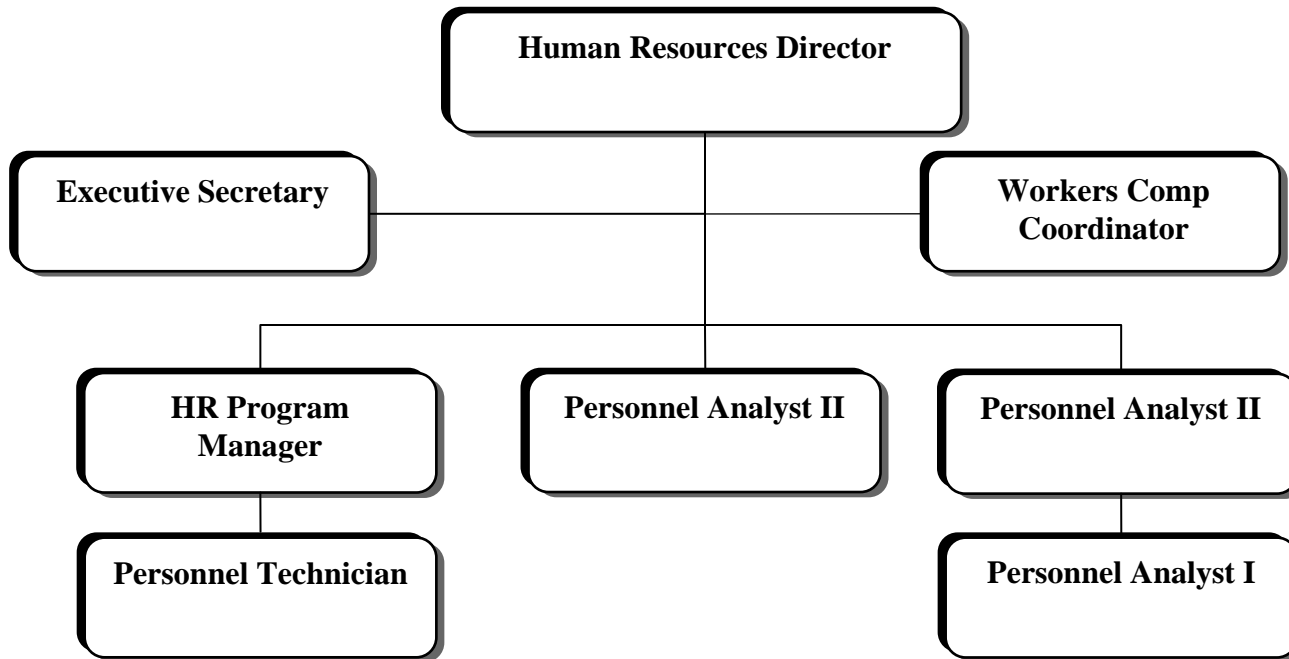 Human Resources Director
Executive Secretary
Workers Comp
Coordinator
HR Program
Manager
Personnel Analyst II
Personnel Analyst II
Personnel Technician
Personnel Analyst I